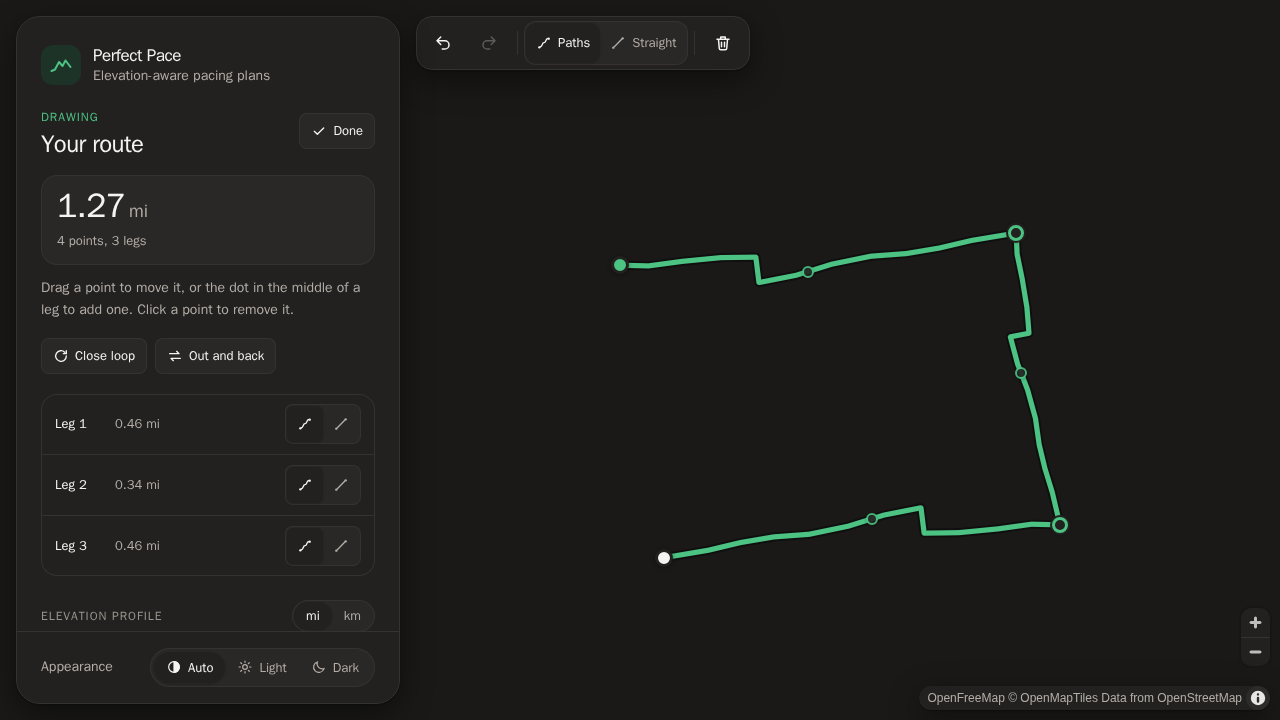 Perfect Pace
Elevation-aware pacing plans
DRAWING
Your route
Done
1.27 mi
4 points, 3 legs
Drag a point to move it, or the dot in the middle of a
leg to add one. Click a point to remove it.
Close loop
Out and back
Leg 1 0.46 mi
Leg 2 0.34 mi
Leg 3 0.46 mi
ELEVATION PROFILE
mi km
Appearance
Auto Light Dark
Paths Straight
OpenFreeMap © OpenMapTiles Data from OpenStreetMap